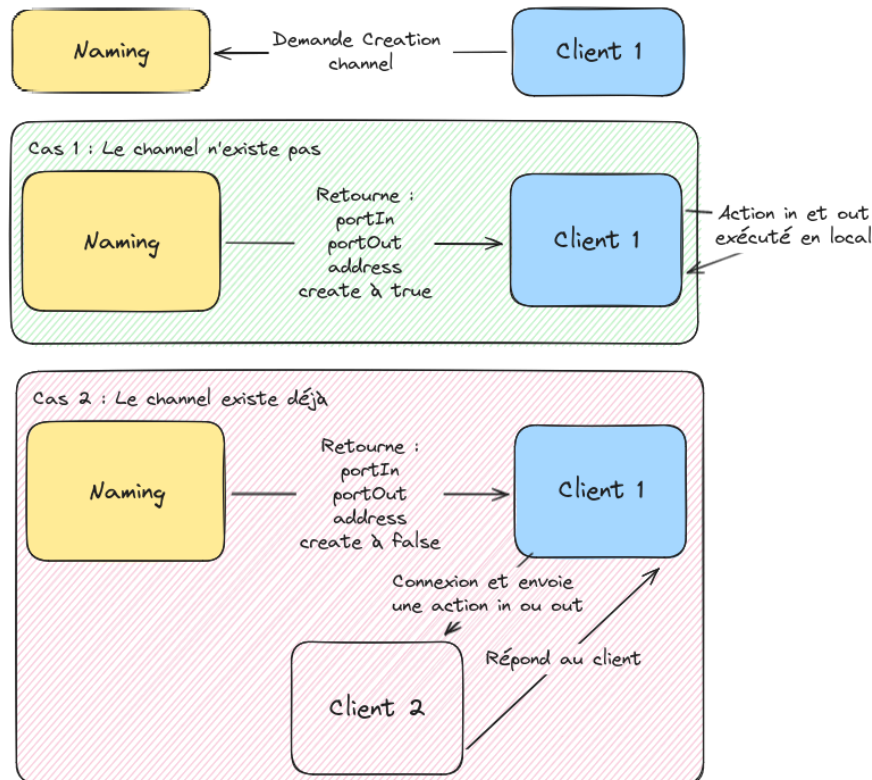 Naming
Demande Creation
channel
Client 1
Cas 1 : Le channel n'existe pas
Naming
Retourne :
portIn
portOut
address
create à true
Client 1
Action in et out
exécuté en local
Cas 2 : Le channel existe déjà
Naming
Retourne :
portIn
portOut
address
create à false
Client 1
Connexion et envoie
une action in ou out
Répond au client
Client 2